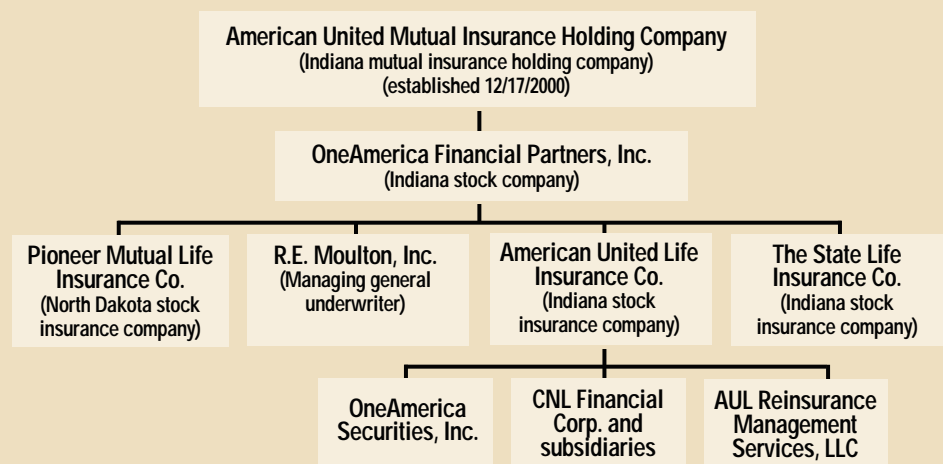 American United Mutual Insurance Holding Company
(Indiana mutual insurance holding company)
(established 12/17/2000)
OneAmerica Financial Partners, Inc.
(Indiana stock company)
Pioneer Mutual Life
Insurance Co.
(North Dakota stock
insurance company)
R.E. Moulton, Inc.
(Managing general
underwriter)
American United Life
Insurance Co.
(Indiana stock
insurance company)
The State Life
Insurance Co.
(Indiana stock
insurance company)
OneAmerica
Securities, Inc.
CNL Financial
Corp. and
subsidiaries
AUL Reinsurance
Management
Services, LLC